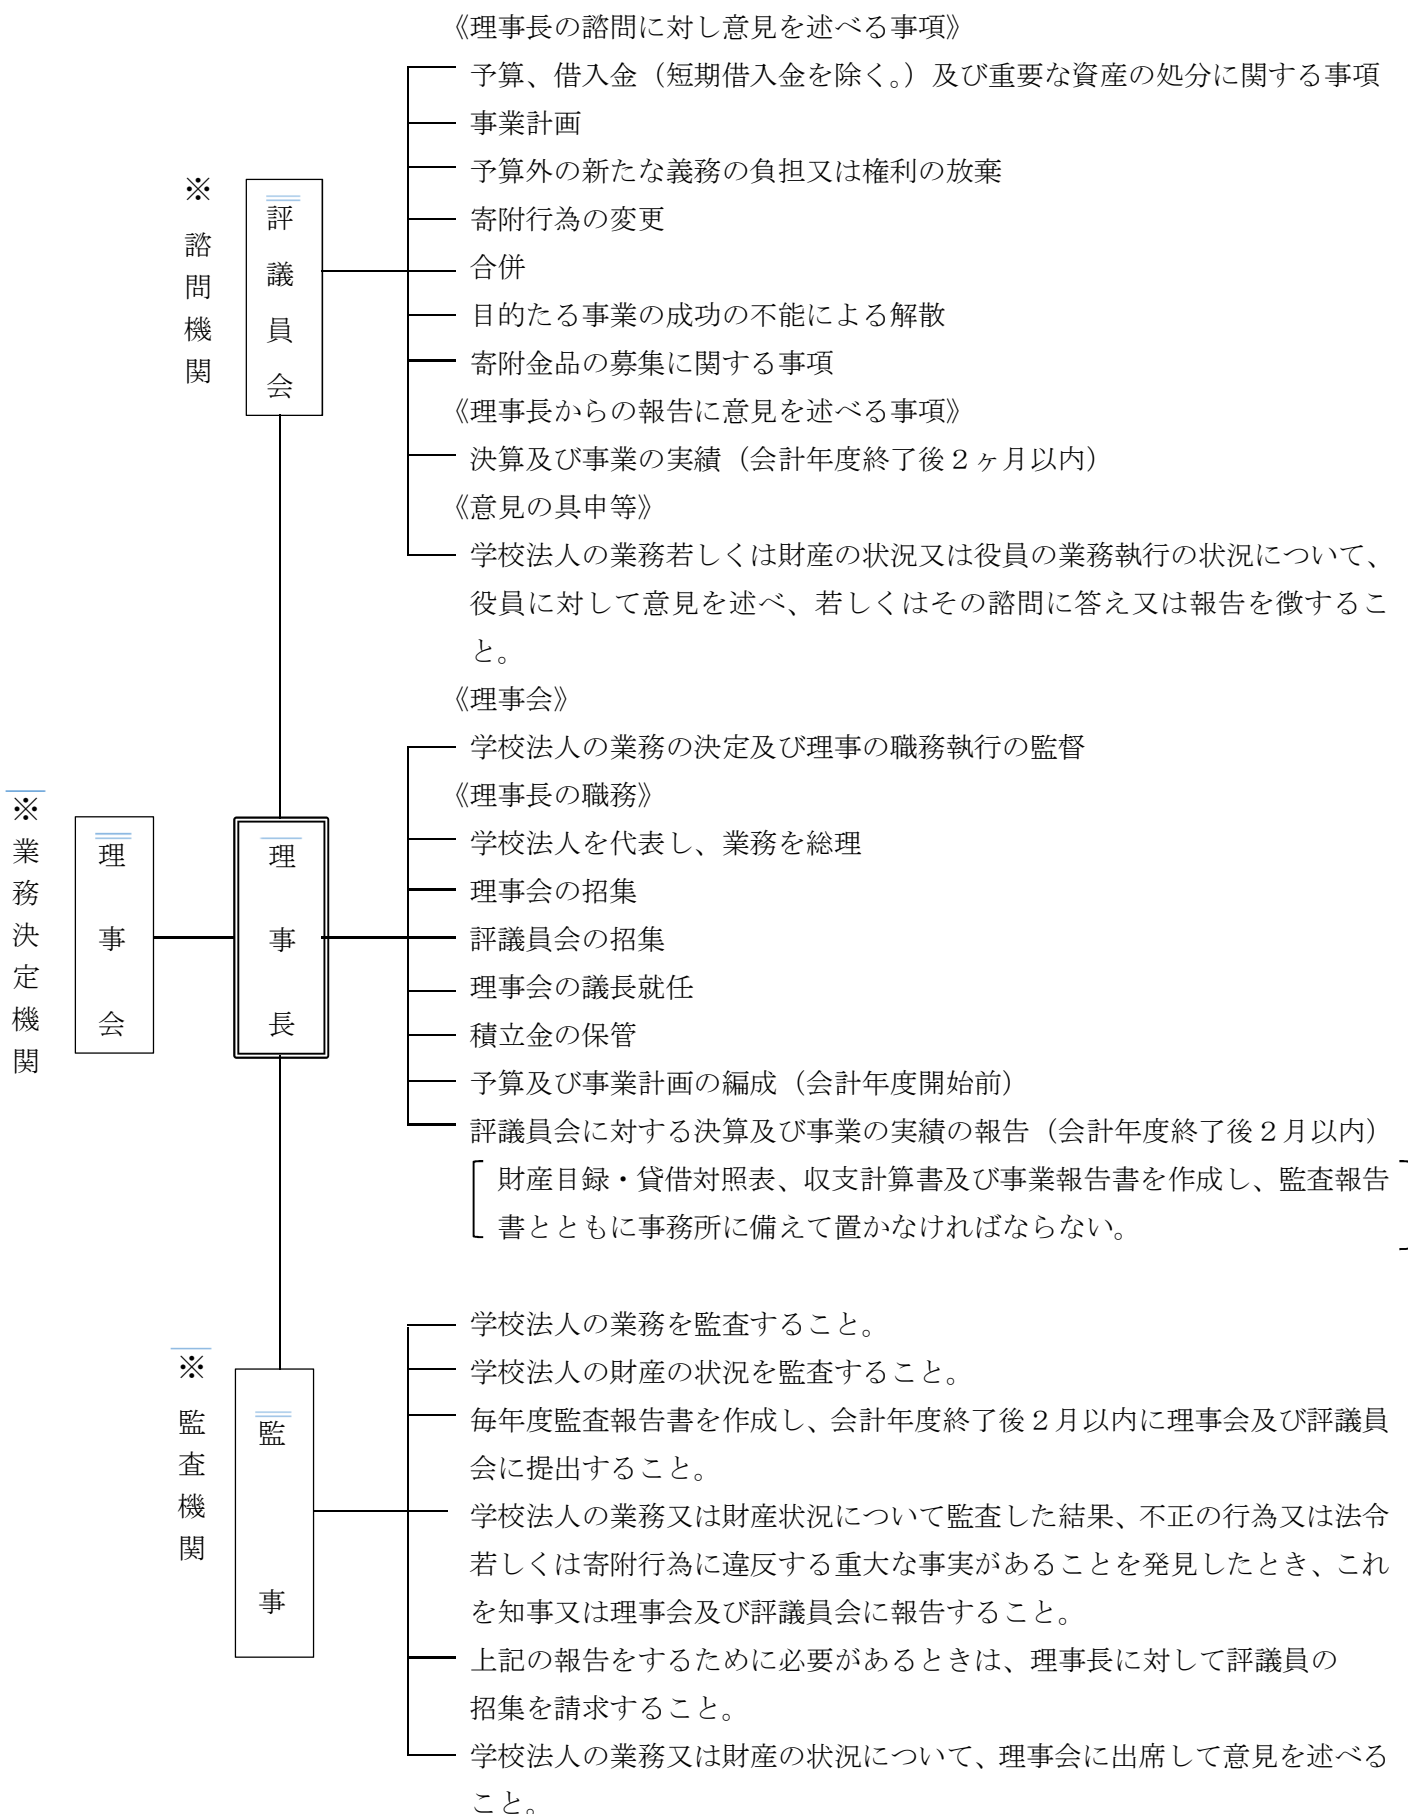 《理事長の諮問に対し意見を述べる事項》
予算、借入金（短期借入金を除く。）及び重要な資産の処分に関する事項
事業計画
予算外の新たな義務の負担又は権利の放棄
寄附行為の変更
合併
目的たる事業の成功の不能による解散
寄附金品の募集に関する事項
※諮問機関
評議員会
《理事長からの報告に意見を述べる事項》
決算及び事業の実績（会計年度終了後２ヶ月以内）
《意見の具申等》
学校法人の業務若しくは財産の状況又は役員の業務執行の状況について、
役員に対して意見を述べ、若しくはその諮問に答え又は報告を徴するこ
と。
《理事会》
学校法人の業務の決定及び理事の職務執行の監督
《理事長の職務》
※業務決定機関
理事会
理事長
学校法人を代表し、業務を総理
理事会の招集
評議員会の招集
理事会の議長就任
積立金の保管
予算及び事業計画の編成（会計年度開始前）
評議員会に対する決算及び事業の実績の報告（会計年度終了後２月以内）
財産目録・貸借対照表、収支計算書及び事業報告書を作成し、監査報告
書とともに事務所に備えて置かなければならない。
※監査機関
監事
学校法人の業務を監査すること。
学校法人の財産の状況を監査すること。
毎年度監査報告書を作成し、会計年度終了後２月以内に理事会及び評議員
会に提出すること。
学校法人の業務又は財産状況について監査した結果、不正の行為又は法令
若しくは寄附行為に違反する重大な事実があることを発見したとき、これ
を知事又は理事会及び評議員会に報告すること。
上記の報告をするために必要があるときは、理事長に対して評議員の
招集を請求すること。
学校法人の業務又は財産の状況について、理事会に出席して意見を述べる
こと。